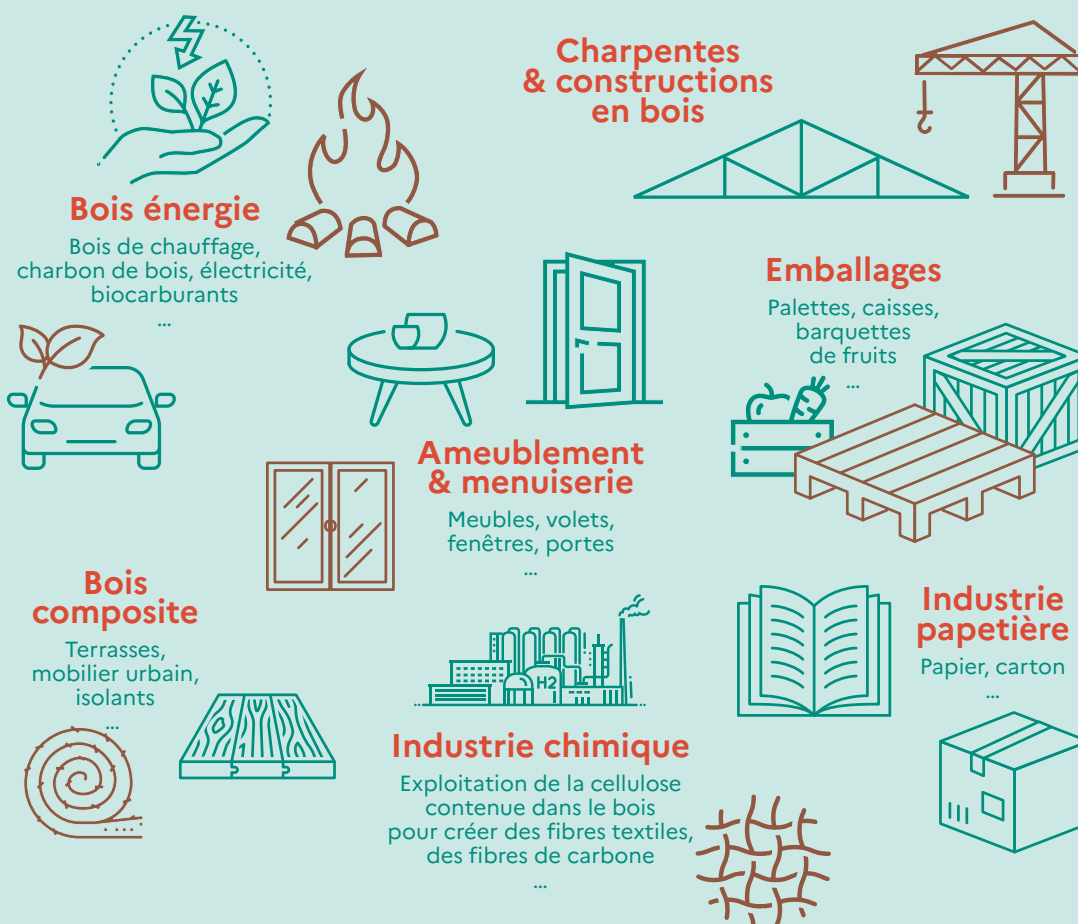 Charpentes
& constructions
en bois
Bois énergie
Bois de chauffage,
charbon de bois, électricité,
biocarburants
...
Emballages
Palettes, caisses,
barquettes
de fruits
...
Ameublement
& menuiserie
Meubles, volets,
fenêtres, portes
...
Bois
composite
Terrasses,
mobilier urbain,
isolants
...
Industrie
papetière
Papier, carton
...
H2
Industrie chimique
Exploitation de la cellulose
contenue dans le bois
pour créer des fibres textiles,
des fibres de carbone
...